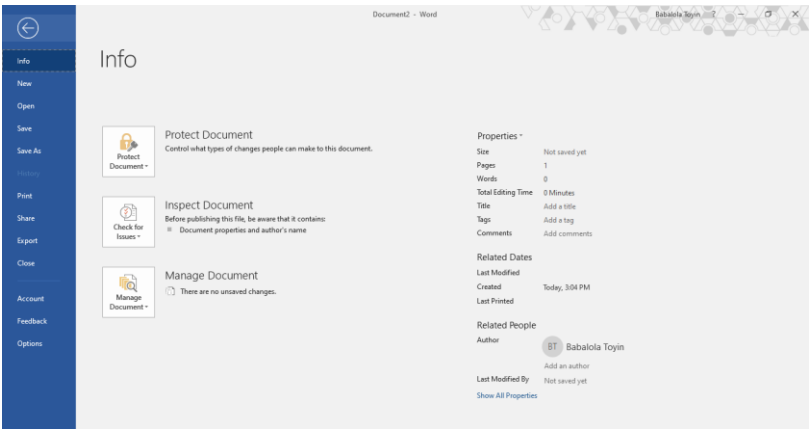 Document2 - Word
Babalola Toyin ?
Info
Info
New
Open
Save
Save As
History
Print
Share
Export
Close
Account
Feedback
Options
Protect Document
Protect Document
Control what types of changes people can make to this document.
Check for Issues
Inspect Document
Before publishing this file, be aware that it contains:
Document properties and author's name
Manage Document
Manage Document
There are no unsaved changes.
Properties
Size Not saved yet
Pages 1
Words 0
Total Editing Time 0 Minutes
Title Add a title
Tags Add a tag
Comments Add comments
Related Dates
Last Modified
Created Today, 3:04 PM
Last Printed
Related People
Author BT Babalola Toyin
Add an author
Last Modified By Not saved yet
Show All Properties